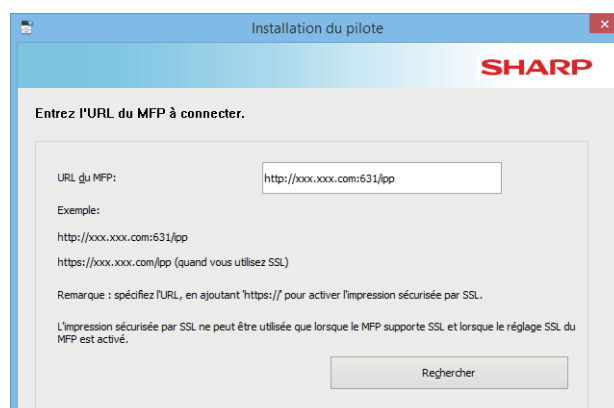 Installation du pilote
SHARP
Entrez l'URL du MFP à connecter.
URL du MFP:
http://xxx.xxx.com:631/ipp
Exemple:
http://xxx.xxx.com:631/ipp
https://xxx.xxx.com/ipp (quand vous utilisez SSL)
Remarque : spécifiez l'URL, en ajoutant 'https://' pour activer l'impression sécurisée par SSL.
L'impression sécurisée par SSL ne peut être utilisée que lorsque le MFP supporte SSL et lorsque le réglage SSL du
MFP est activé.
Rechercher